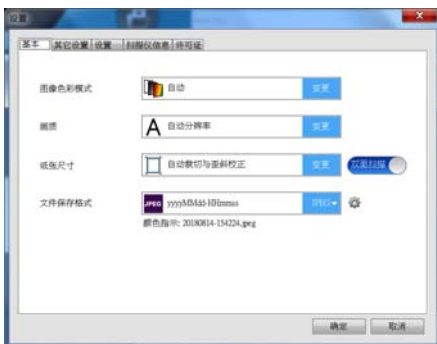 设置
基本 其它设置 设置 扫描仪信息 许可证
图像色彩模式 自动 变更
画质 自动分辨率 变更
纸张尺寸 自动裁切与歪斜校正 变更 双面扫描
文件保存格式 JPEG yyyyMMdd-HHmmss JPEG
颜色指示: 20180814-154224.jpeg
确定 取消